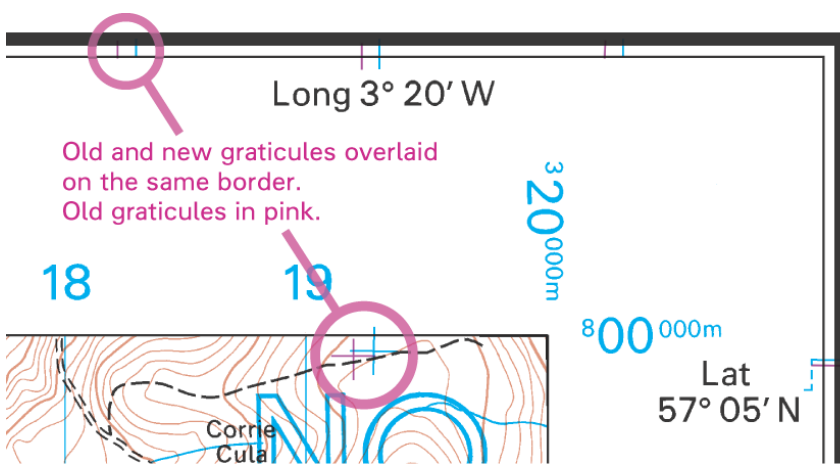 Long 3° 20′ W
Old and new graticules overlaid
on the same border.
Old graticules in pink.
18
19
³20⁰⁰⁰ᵐ
⁸00⁰⁰⁰ᵐ
Lat
57° 05′ N
NO
Corrie
Cula